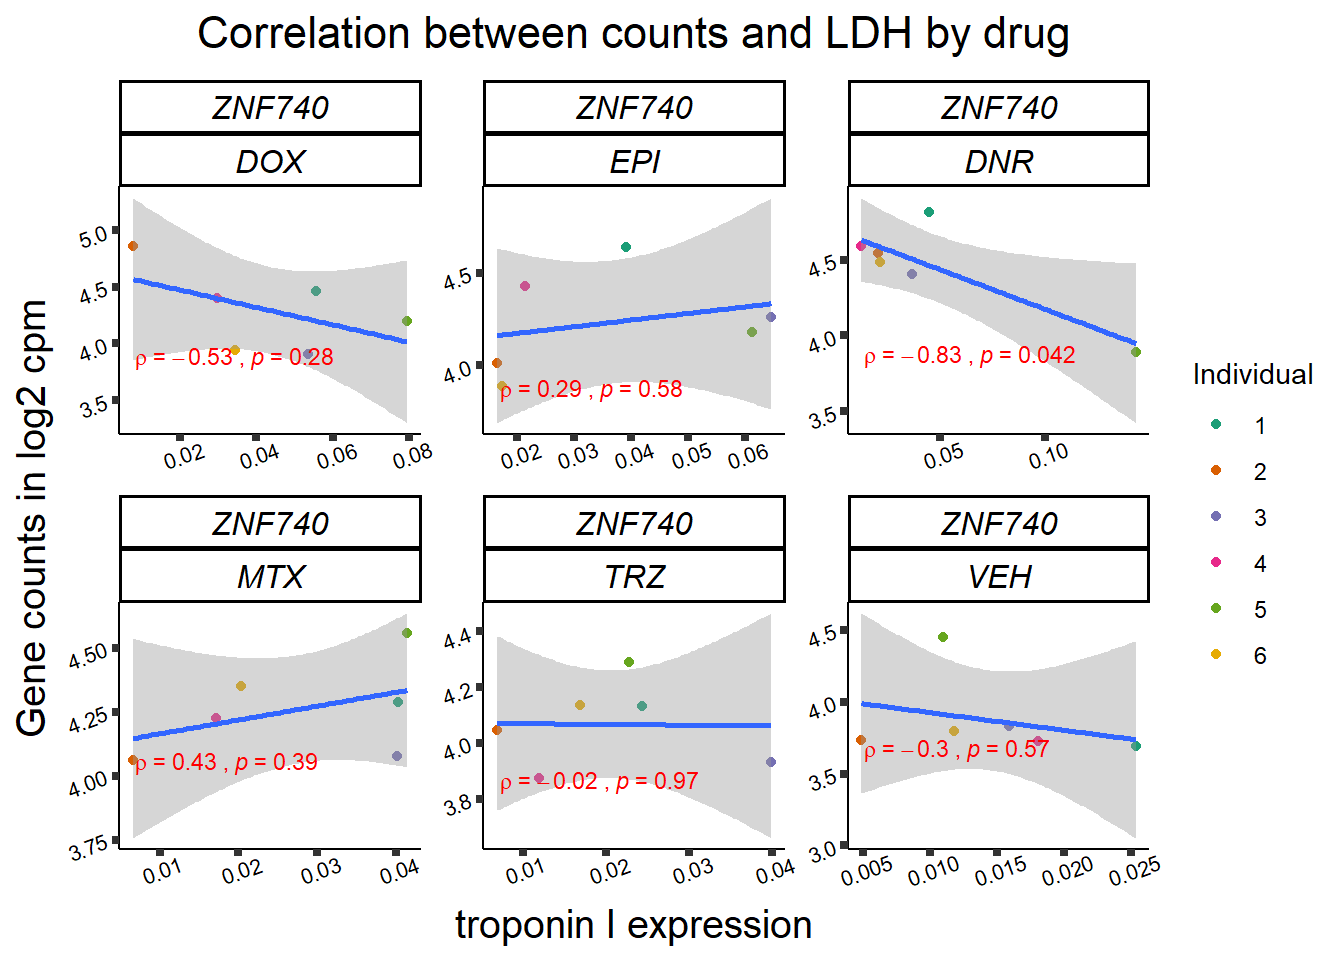 Correlation between counts and LDH by drug
Gene counts in log2 cpm
ZNF740
DOX
5.0
4.5
4.0
3.5
ρ = −0.53 , p = 0.28
0.02
0.04
0.06
0.08
ZNF740
EPI
4.5
4.0
ρ = 0.29 , p = 0.58
0.02
0.03
0.04
0.05
0.06
ZNF740
DNR
4.5
4.0
3.5
ρ = −0.83 , p = 0.042
0.05
0.10
ZNF740
MTX
4.50
4.25
4.00
3.75
ρ = 0.43 , p = 0.39
0.01
0.02
0.03
0.04
ZNF740
TRZ
4.4
4.2
4.0
3.8
ρ = −0.02 , p = 0.97
0.01
0.02
0.03
0.04
ZNF740
VEH
4.5
4.0
3.5
3.0
ρ = −0.3 , p = 0.57
0.005
0.010
0.015
0.020
0.025
troponin I expression
Individual
1
2
3
4
5
6